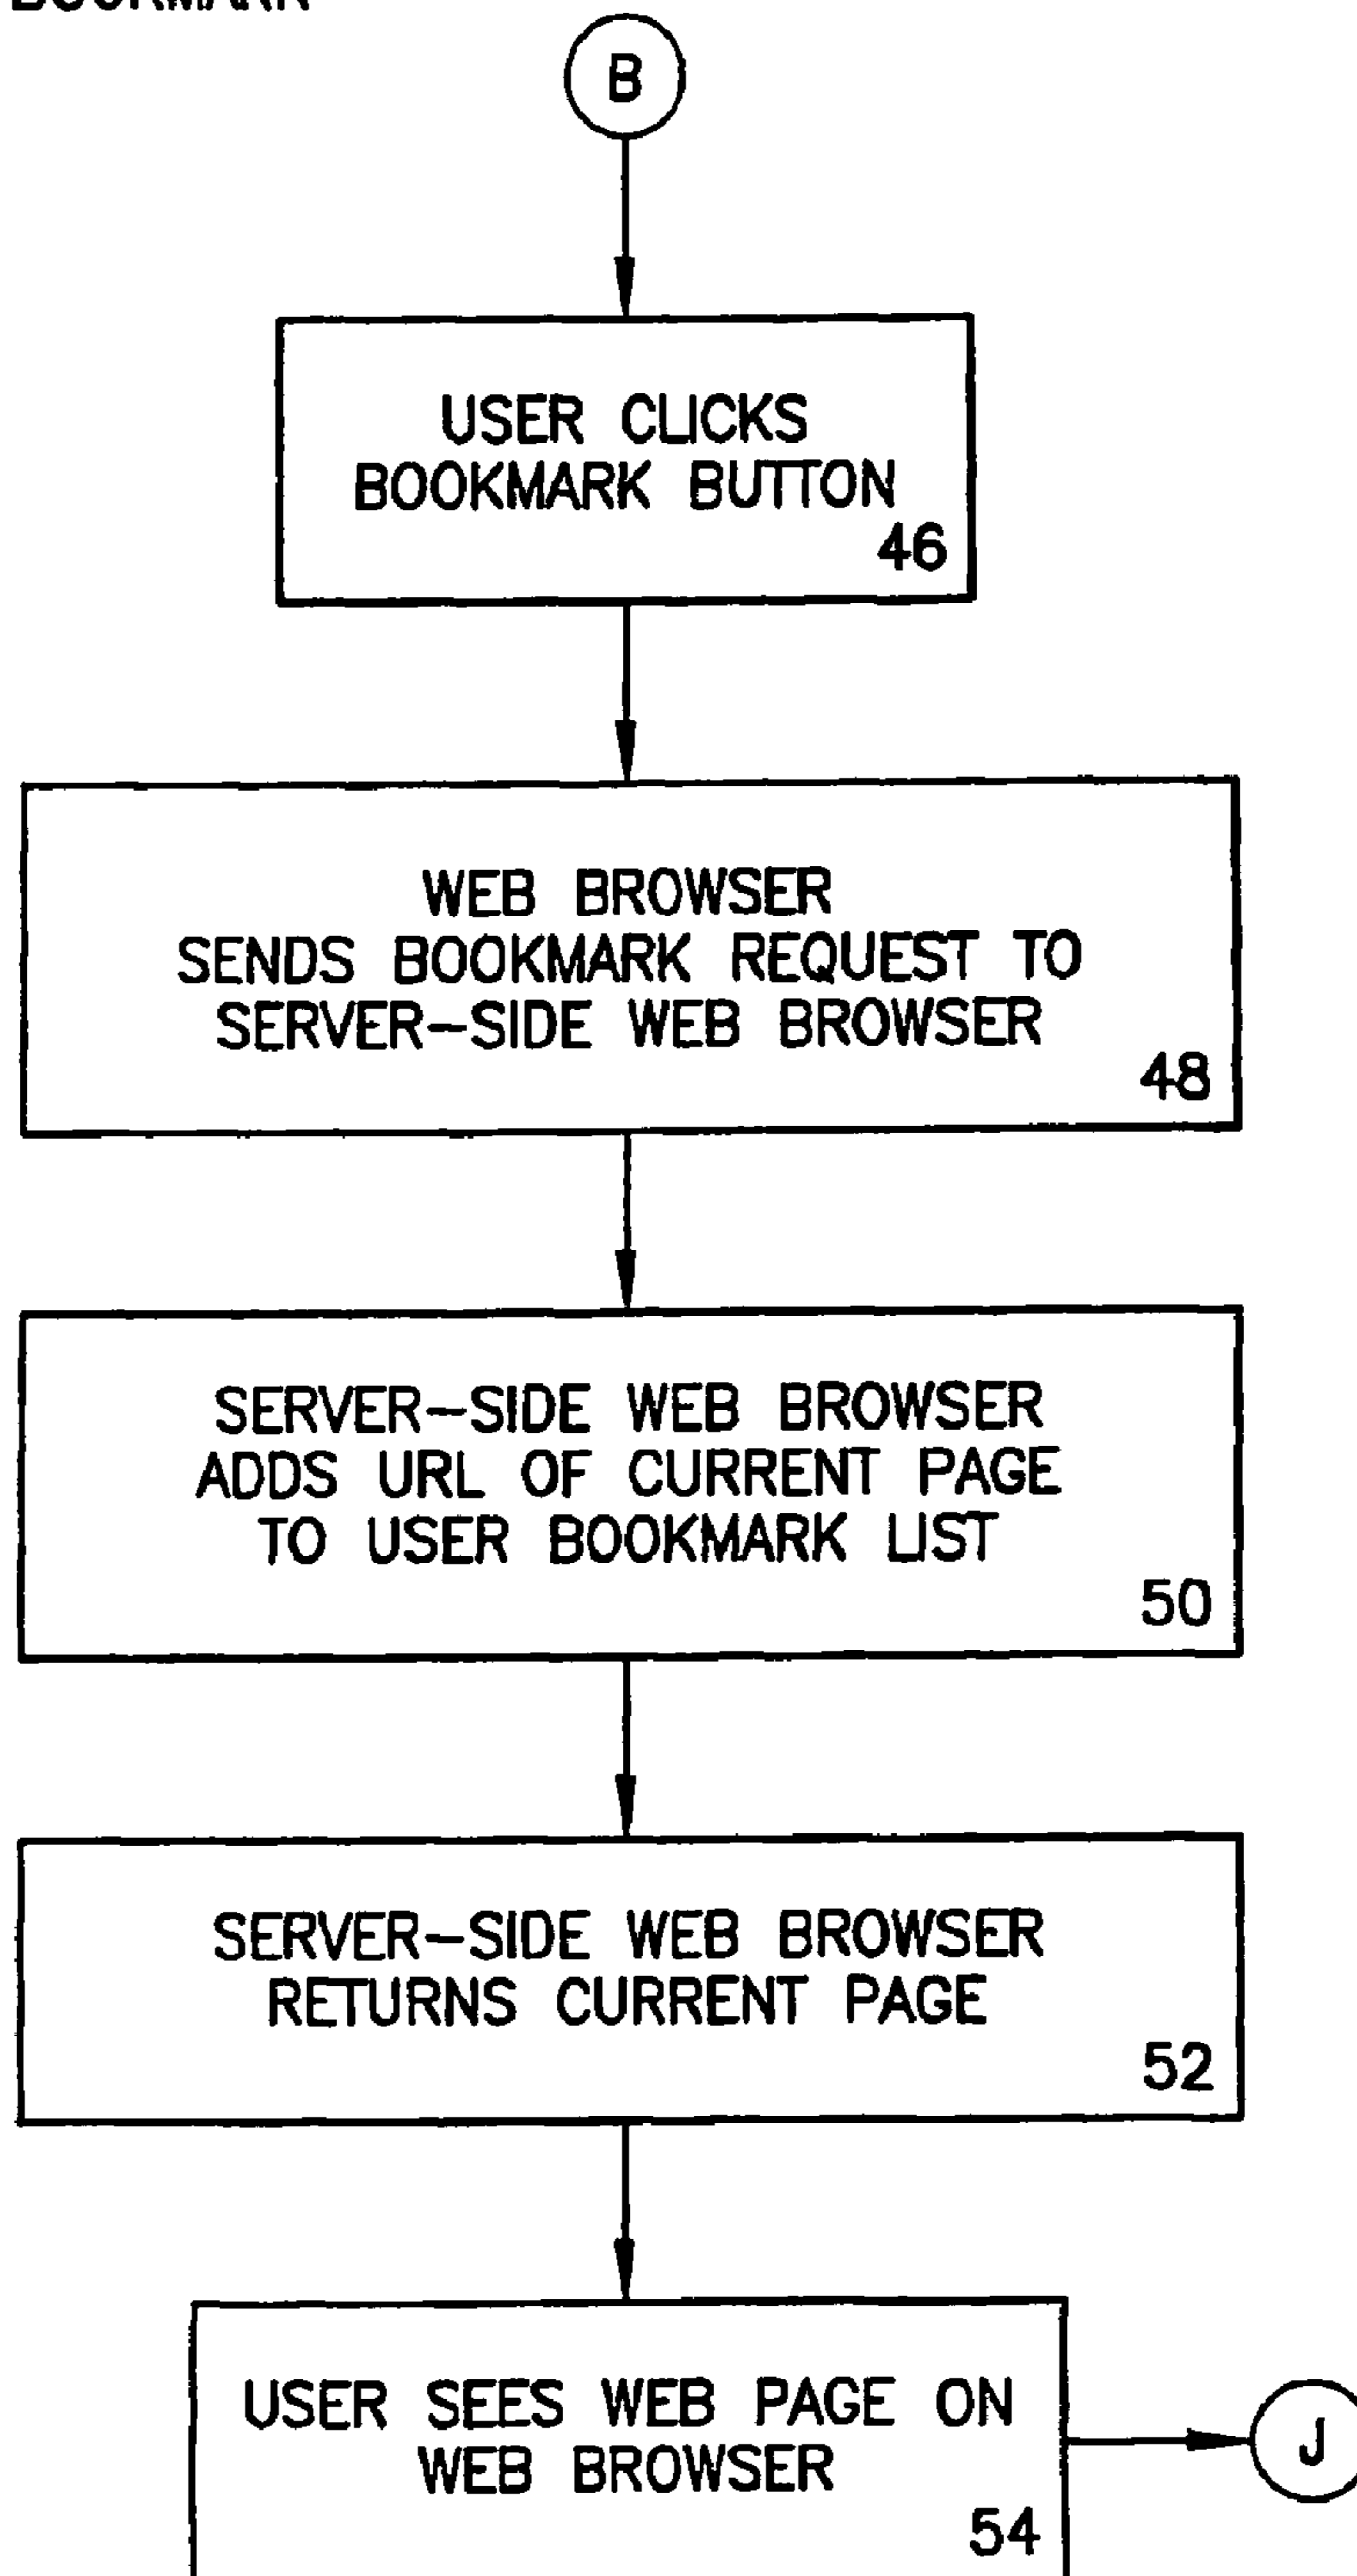 BOOKMARK
B
USER CLICKS
BOOKMARK BUTTON
46
WEB BROWSER
SENDS BOOKMARK REQUEST TO
SERVER-SIDE WEB BROWSER
48
SERVER-SIDE WEB BROWSER
ADDS URL OF CURRENT PAGE
TO USER BOOKMARK LIST
50
SERVER-SIDE WEB BROWSER
RETURNS CURRENT PAGE
52
USER SEES WEB PAGE ON
WEB BROWSER
54
J